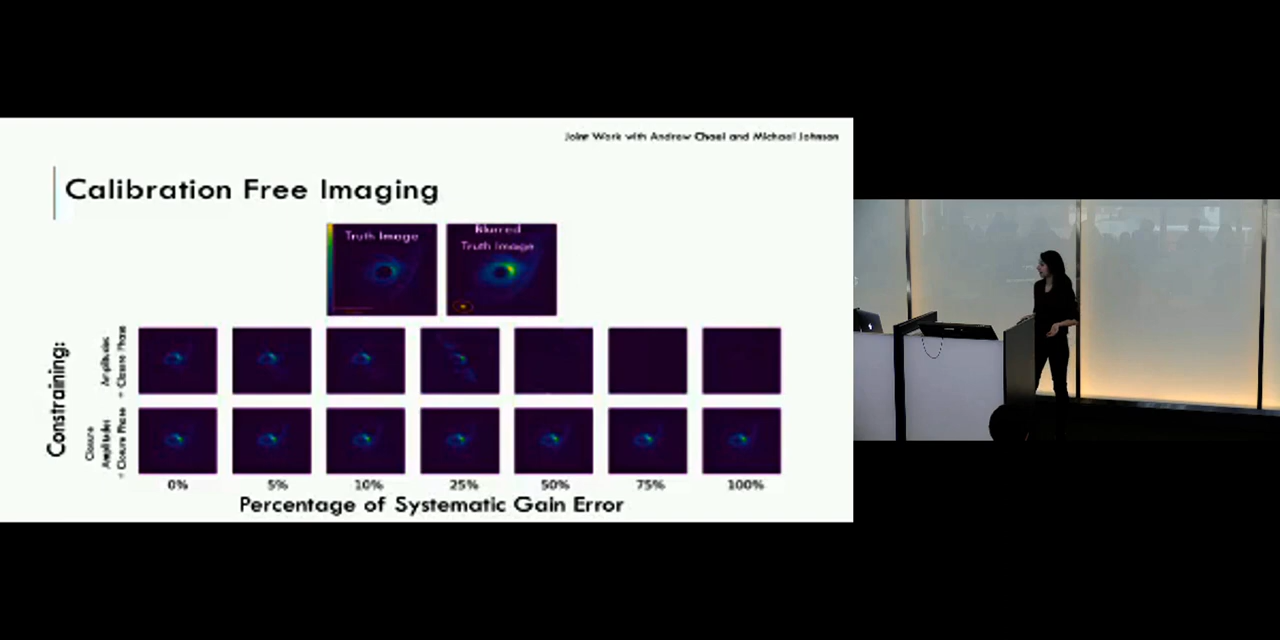 Joint Work with Andrew Chael and Michael Johnson
Calibration Free Imaging
Truth Image
Blurred
Truth Image
Constraining:
Amplitudes
+ Closure Phase
Closure
Amplitudes
+ Closure Phase
0%
5%
10%
25%
50%
75%
100%
Percentage of Systematic Gain Error